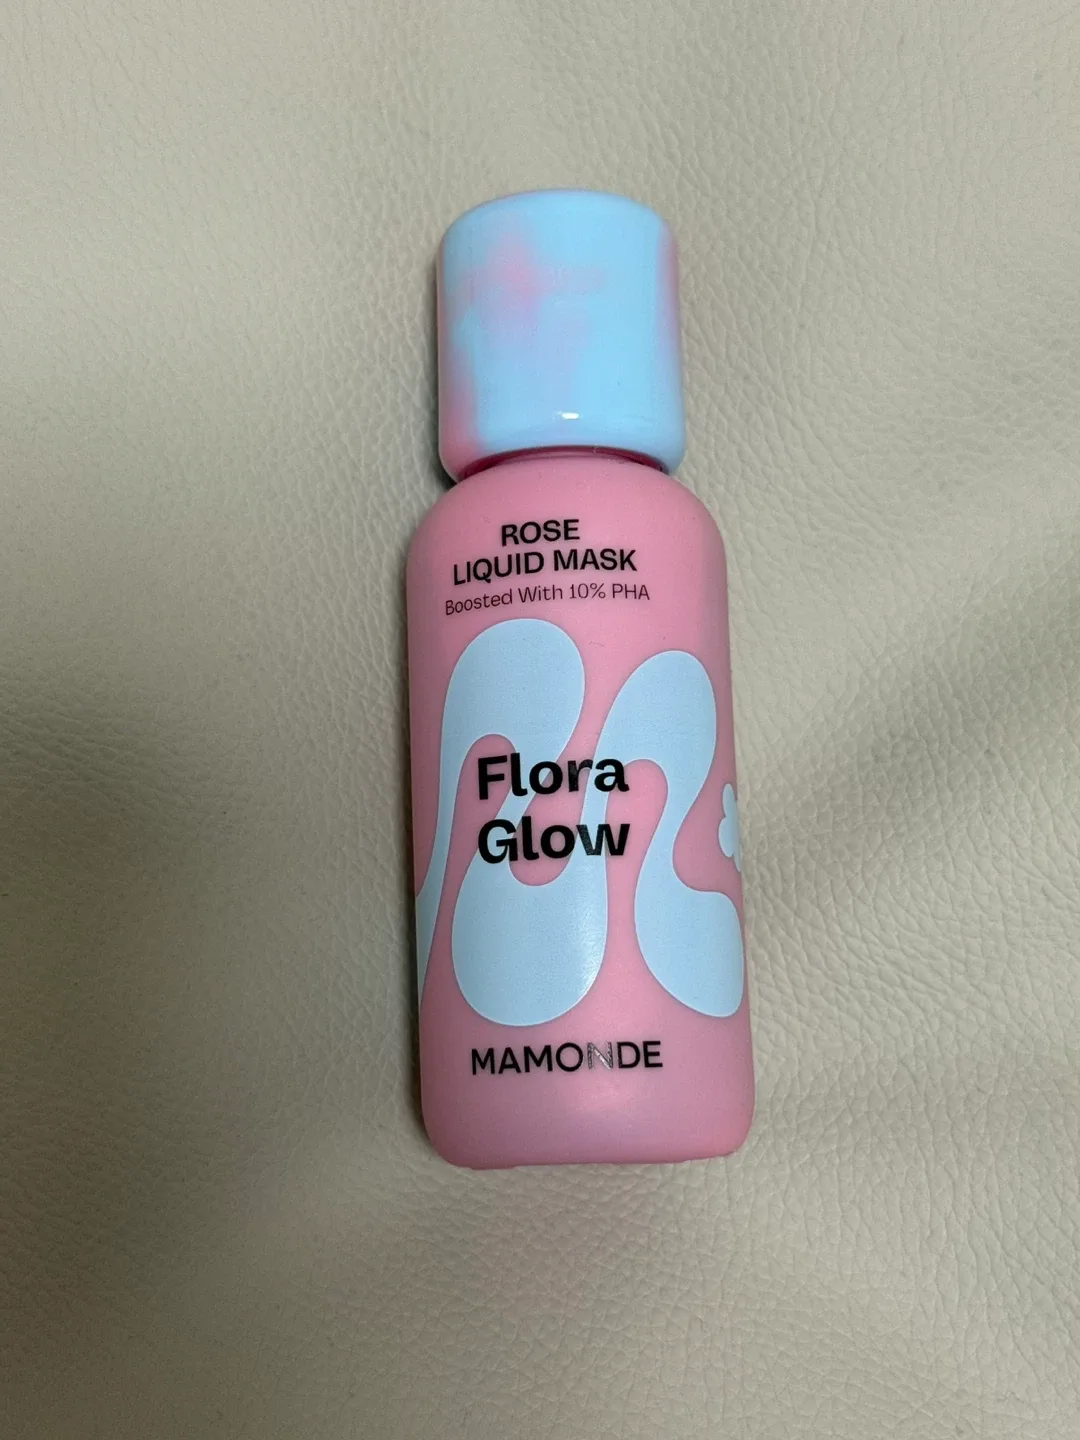 ROSE
LIQUID MASK
Boosted With 10% PHA
Flora
Glow
MAMONDE